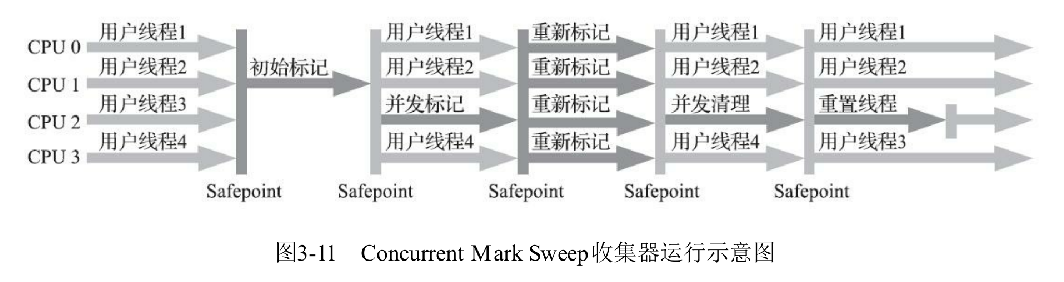 CPU 0 用户线程1 用户线程1 重新标记 用户线程1 用户线程1
CPU 1 用户线程2 初始标记 用户线程2 重新标记 用户线程2 用户线程2
CPU 2 用户线程3 并发标记 重新标记 并发清理 重置线程
CPU 3 用户线程4 用户线程4 重新标记 用户线程4 用户线程3
Safepoint Safepoint Safepoint Safepoint Safepoint
图3-11 Concurrent Mark Sweep收集器运行示意图